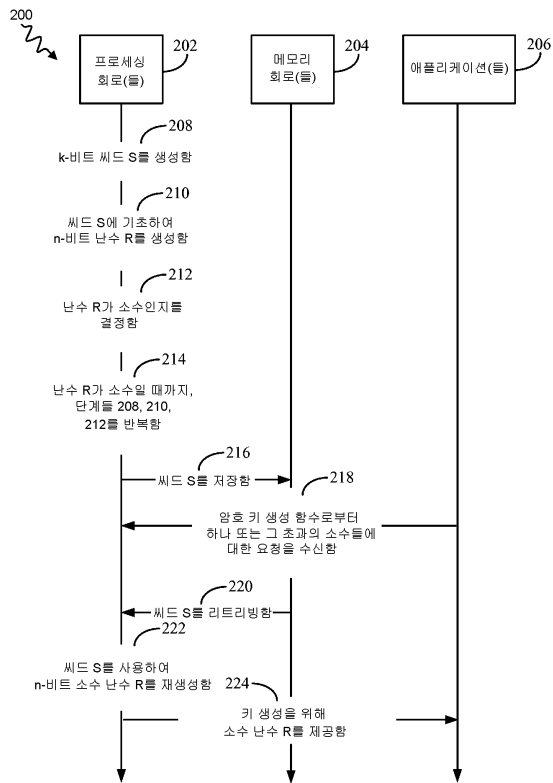 200
프로세싱
회로(들)
202
메모리
회로(들)
204
애플리케이션(들)
206
208
k-비트 씨드 S를 생성함
210
씨드 S에 기초하여
n-비트 난수 R를 생성함
212
난수 R가 소수인지를
결정함
214
난수 R가 소수일 때까지,
단계들 208, 210,
212를 반복함
216
씨드 S를 저장함
218
암호 키 생성 함수로부터
하나 또는 그 초과의 소수들에
대한 요청을 수신함
220
씨드 S를 리트리빙함
222
씨드 S를 사용하여
n-비트 소수 난수 R를 재생성함
224
키 생성을 위해
소수 난수 R를 제공함